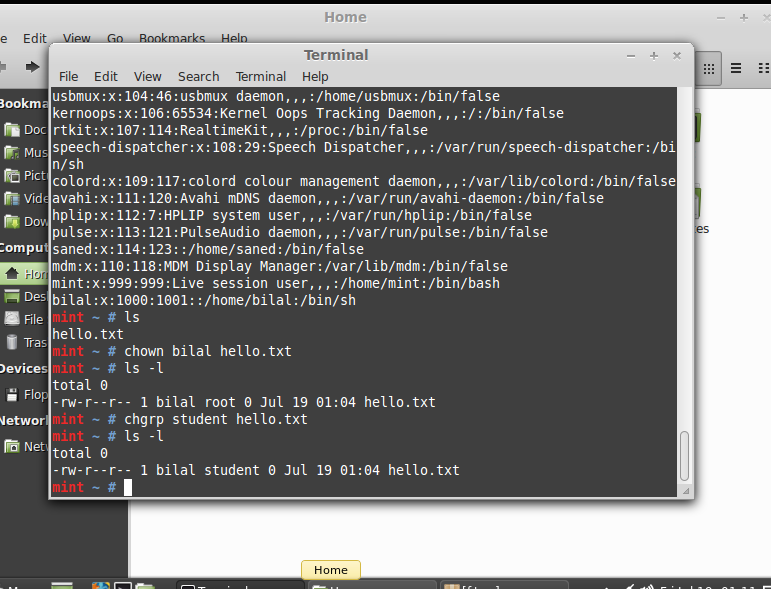 Home
Edit View Go Bookmarks Help
Terminal
File Edit View Search Terminal Help
usbmux:x:104:46:usbmux daemon,,,:/home/usbmux:/bin/false
kernoops:x:106:65534:Kernel Oops Tracking Daemon,,,:/:/bin/false
rtkit:x:107:114:RealtimeKit,,,:/proc:/bin/false
speech-dispatcher:x:108:29:Speech Dispatcher,,,:/var/run/speech-dispatcher:/bi
n/sh
colord:x:109:117:colord colour management daemon,,,:/var/lib/colord:/bin/false
avahi:x:111:120:Avahi mDNS daemon,,,:/var/run/avahi-daemon:/bin/false
hplip:x:112:7:HPLIP system user,,,:/var/run/hplip:/bin/false
pulse:x:113:121:PulseAudio daemon,,,:/var/run/pulse:/bin/false
saned:x:114:123::/home/saned:/bin/false
mdm:x:110:118:MDM Display Manager:/var/lib/mdm:/bin/false
mint:x:999:999:Live session user,,,:/home/mint:/bin/bash
bilal:x:1000:1001::/home/bilal:/bin/sh
mint ~ # ls
hello.txt
mint ~ # chown bilal hello.txt
mint ~ # ls -l
total 0
-rw-r--r-- 1 bilal root 0 Jul 19 01:04 hello.txt
mint ~ # chgrp student hello.txt
mint ~ # ls -l
total 0
-rw-r--r-- 1 bilal student 0 Jul 19 01:04 hello.txt
mint ~ #
Bookma
Doc
Mus
Pictu
Vide
Dow
Comput
Hom
Desk
File
Tras
Devices
Flop
Network
Netw
es
Home